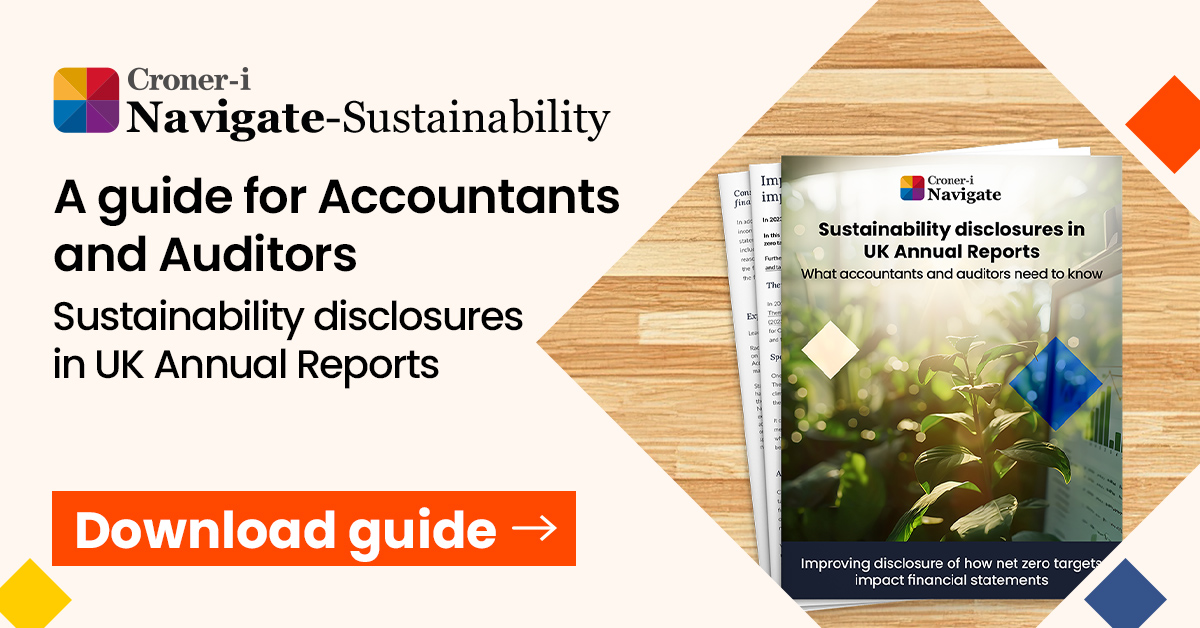 Croner-i
Navigate-Sustainability
A guide for Accountants
and Auditors
Sustainability disclosures
in UK Annual Reports
Download guide
Croner-i
Navigate
Sustainability disclosures in
UK Annual Reports
What accountants and auditors need to know
Improving disclosure of how net zero targets
impact financial statements